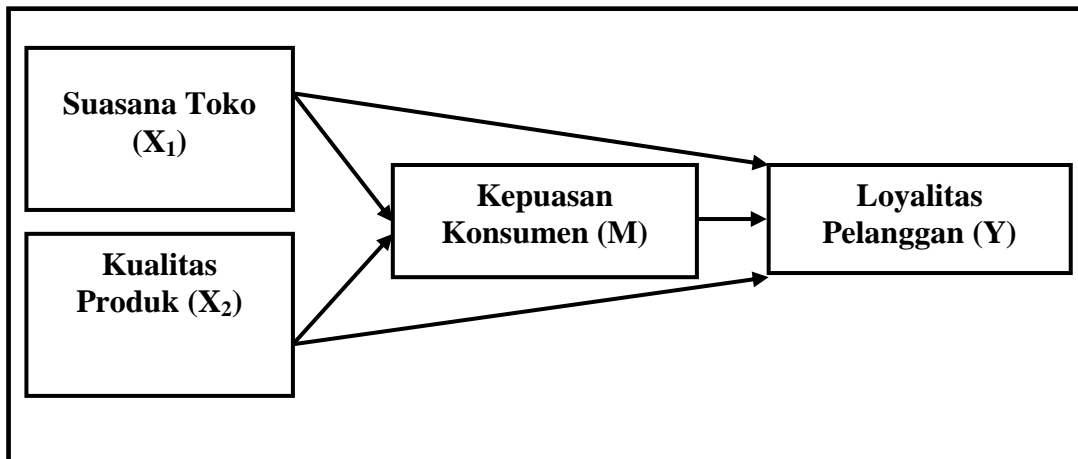 Suasana Toko
(X₁)
Kualitas
Produk (X₂)
Kepuasan
Konsumen (M)
Loyalitas
Pelanggan (Y)